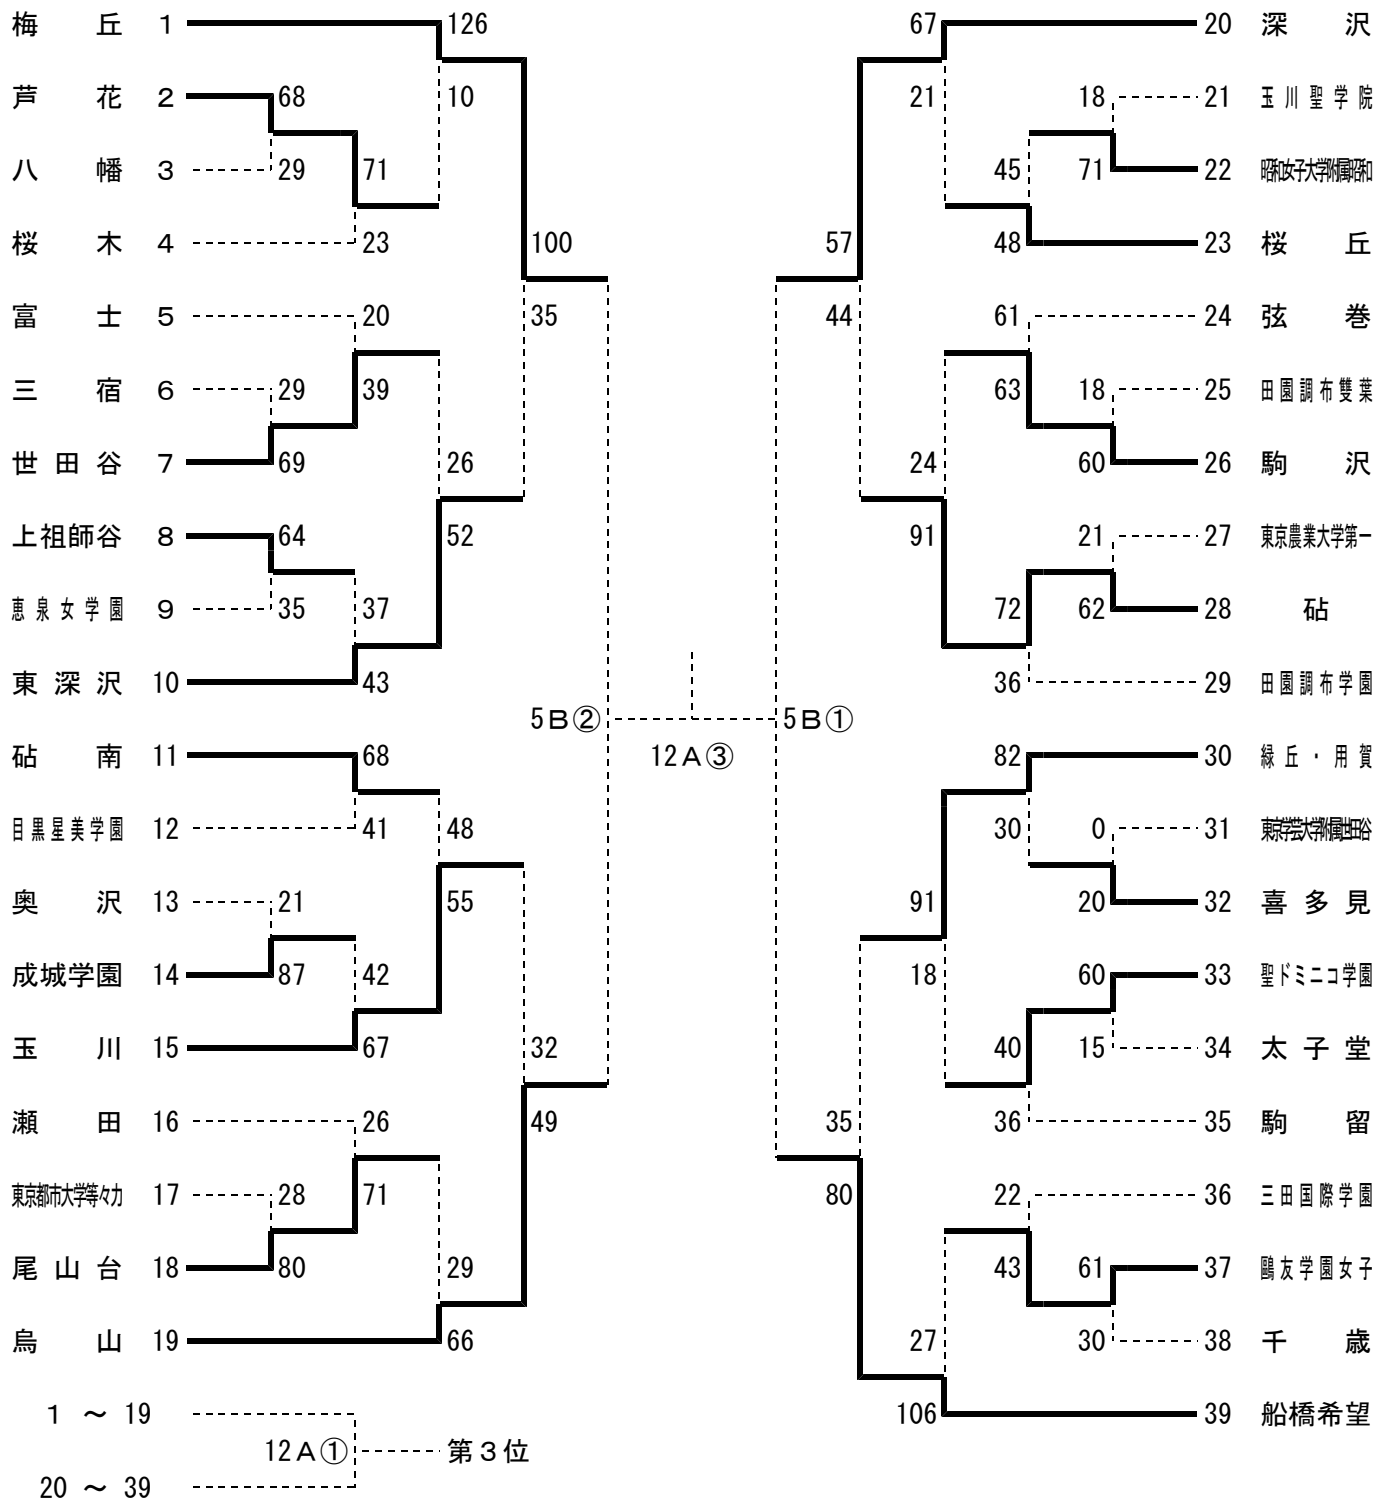 梅丘 1 126 67 20 深沢
芦花 2 68 10 21 18 21 玉川聖学院
八幡 3 29 71 45 71 22 昭和女子大学附属昭和
桜木 4 23 100 57 48 23 桜丘
富士 5 20 35 44 61 24 弦巻
三宿 6 29 39 63 18 25 田園調布雙葉
世田谷 7 69 26 24 60 26 駒沢
上祖師谷 8 64 52 91 21 27 東京農業大学第一
恵泉女学園 9 35 37 72 62 28 砧
東深沢 10 43 36 29 田園調布学園
5B② 5B①
砧南 11 68 12A③ 82 30 緑丘・用賀
目黒星美学園 12 41 48 30 0 31 東京学芸大学附属世田谷
奥沢 13 21 55 91 20 32 喜多見
成城学園 14 87 42 18 60 33 聖ドミニコ学園
玉川 15 67 32 40 15 34 太子堂
瀬田 16 26 49 35 36 35 駒留
東京都市大学等々力 17 28 71 80 22 36 三田国際学園
尾山台 18 80 29 43 61 37 鷗友学園女子
烏山 19 66 27 30 38 千歳
1 ～ 19 106 39 船橋希望
12A① 第3位
20 ～ 39